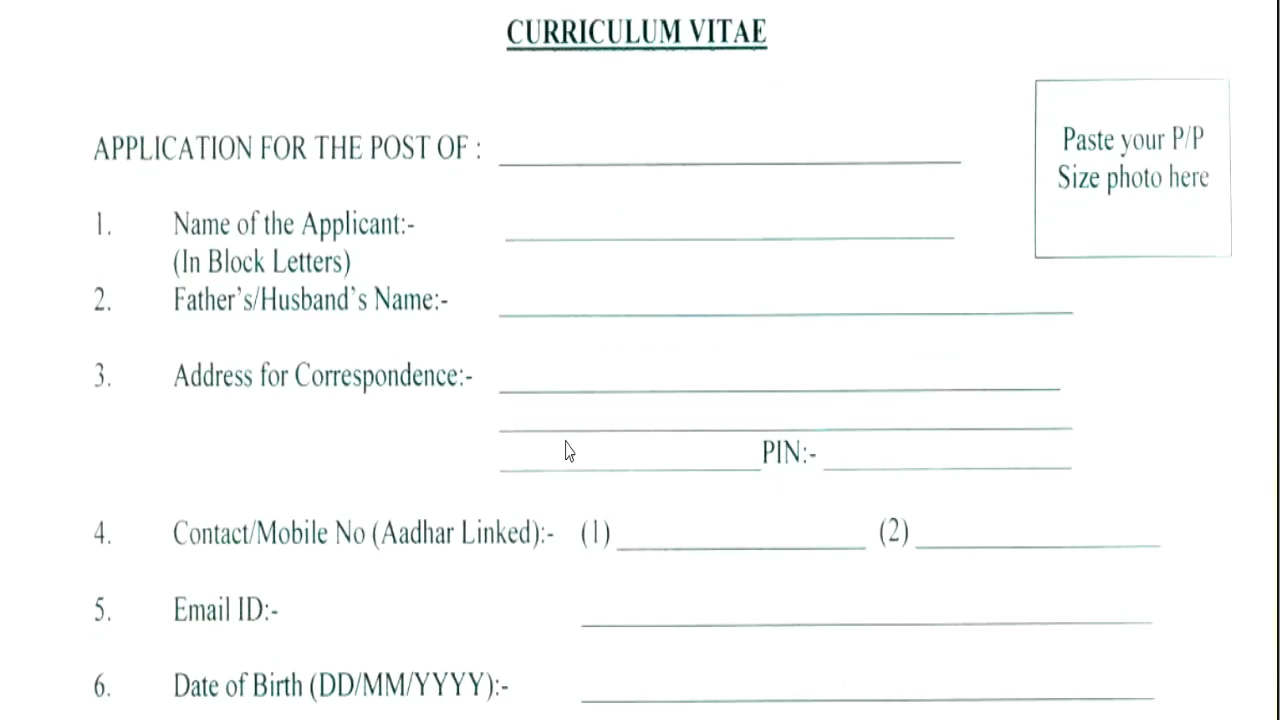 CURRICULUM VITAE
Paste your P/P
Size photo here
APPLICATION FOR THE POST OF :
1. Name of the Applicant:-
(In Block Letters)
2. Father's/Husband's Name:-
3. Address for Correspondence:-
PIN:-
4. Contact/Mobile No (Aadhar Linked):- (1) (2)
5. Email ID:-
6. Date of Birth (DD/MM/YYYY):-